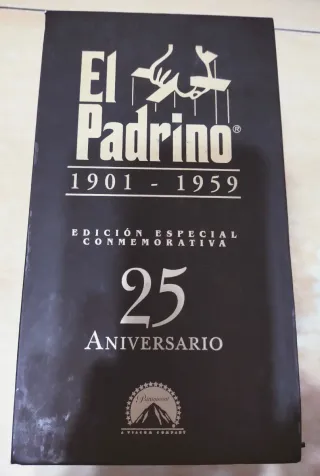 El
Padrino®
1901 - 1959
EDICIÓN ESPECIAL
CONMEMORATIVA
25
ANIVERSARIO
Paramount
A VIACOM COMPANY